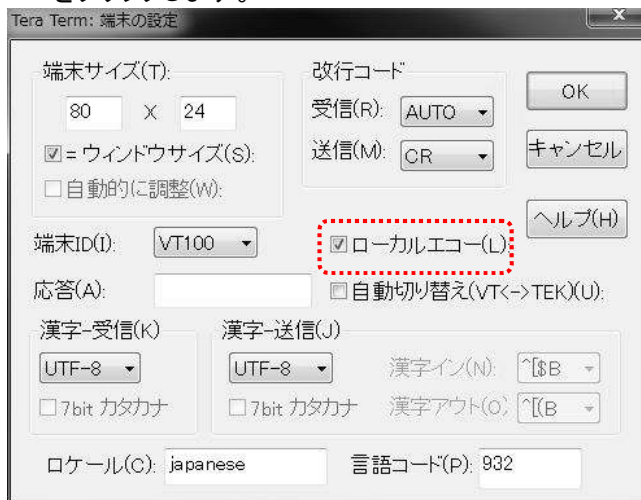 をクリックします。
Tera Term: 端末の設定
端末サイズ(T):
80 X 24
☑= ウィンドウサイズ(S):
□自動的に調整(W):
改行コード
受信(R): AUTO
送信(M): CR
OK
キャンセル
ヘルプ(H)
端末ID(I): VT100
☑ローカルエコー(L)
応答(A):
□自動切り替え(VT<->TEK)(U):
漢字-受信(K)
UTF-8
□7bit カタカナ
漢字-送信(J)
UTF-8
□7bit カタカナ
漢字イン(N): ^[$B
漢字アウト(O) ^[(B
ロケール(C): japanese
言語コード(P): 932